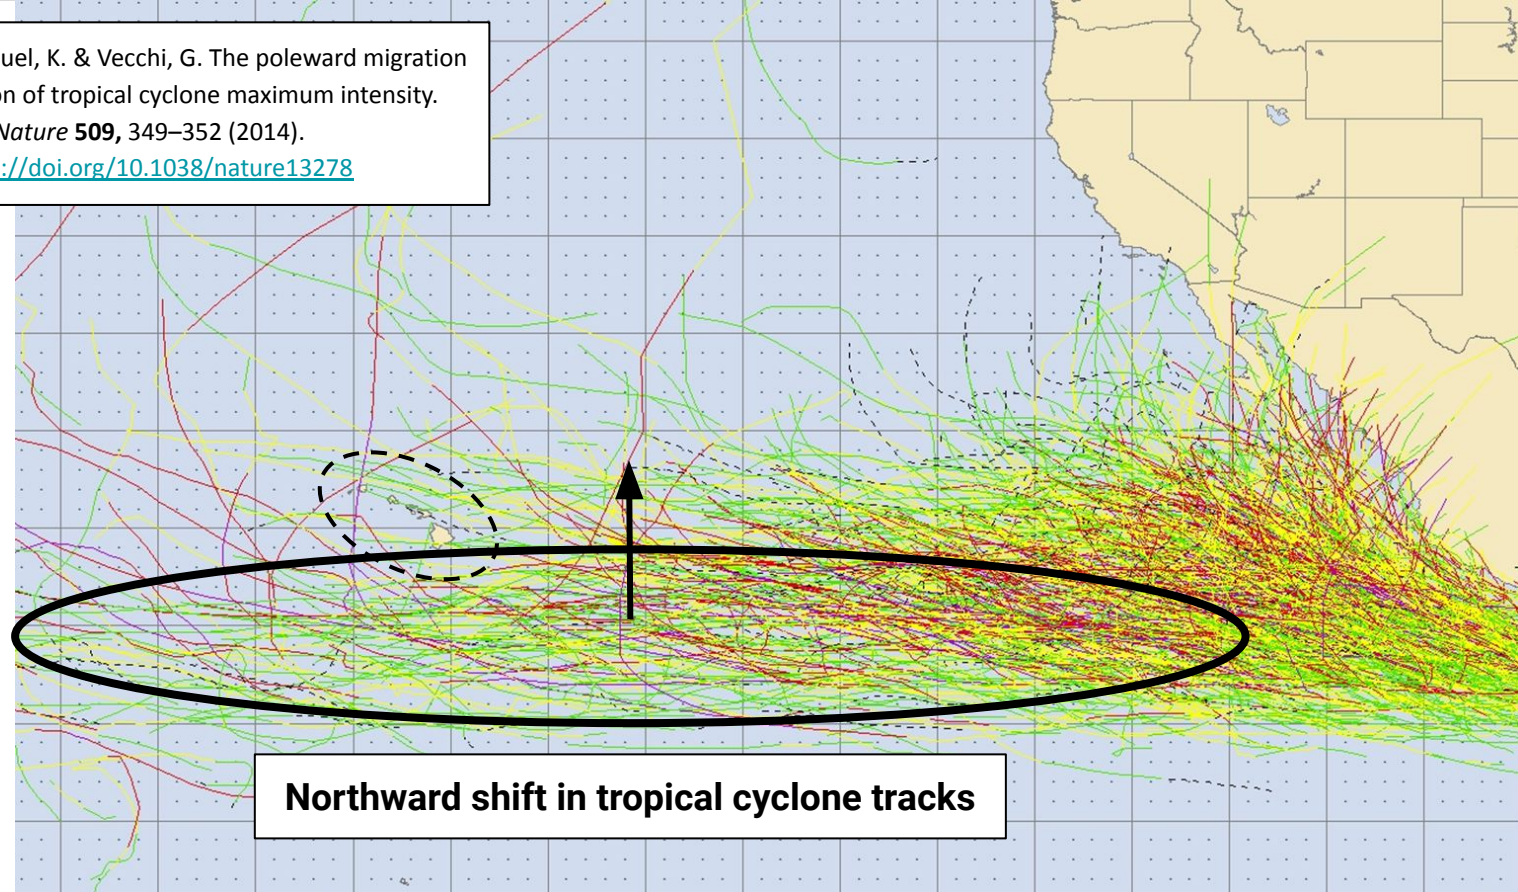 uel, K. & Vecchi, G. The poleward migration
on of tropical cyclone maximum intensity.
Nature 509, 349–352 (2014).
://doi.org/10.1038/nature13278
Northward shift in tropical cyclone tracks